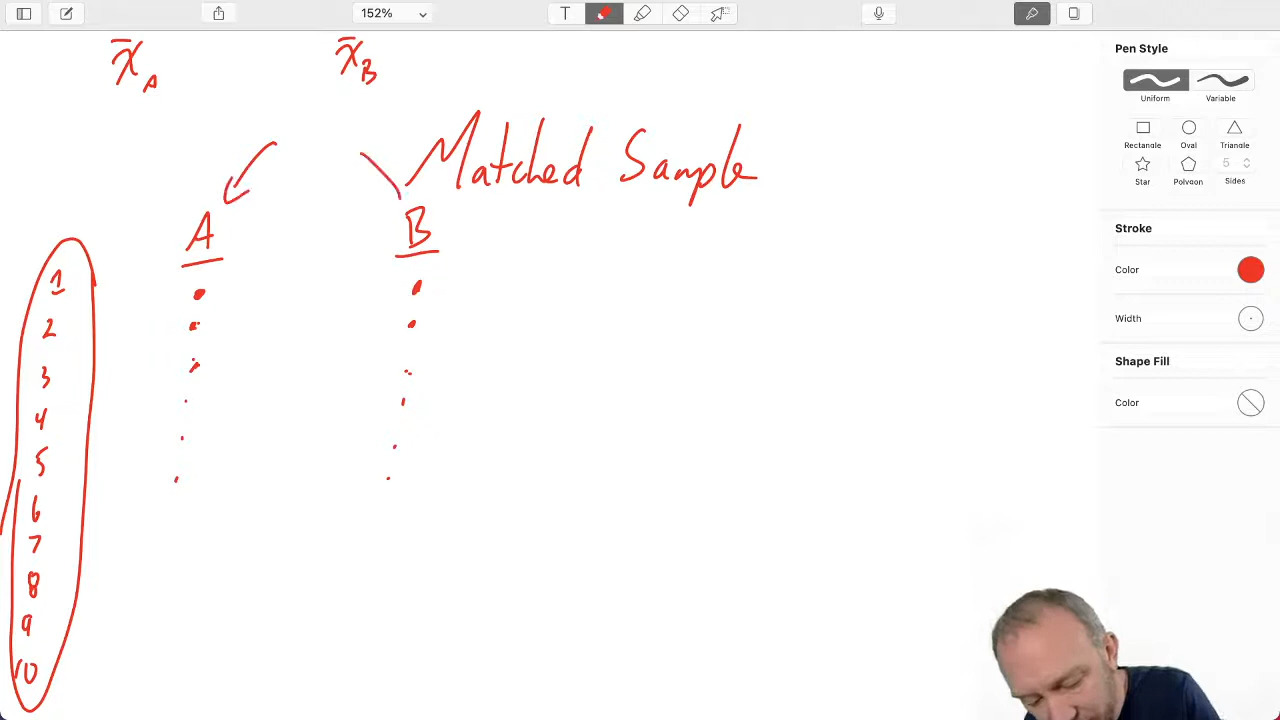 152%
T
x̄A x̄B
Matched Sample
A B
1
2
3
4
5
6
7
8
9
10
Pen Style
Uniform Variable
Rectangle Oval Triangle
5
Star Polygon Sides
Stroke
Color
Width
Shape Fill
Color